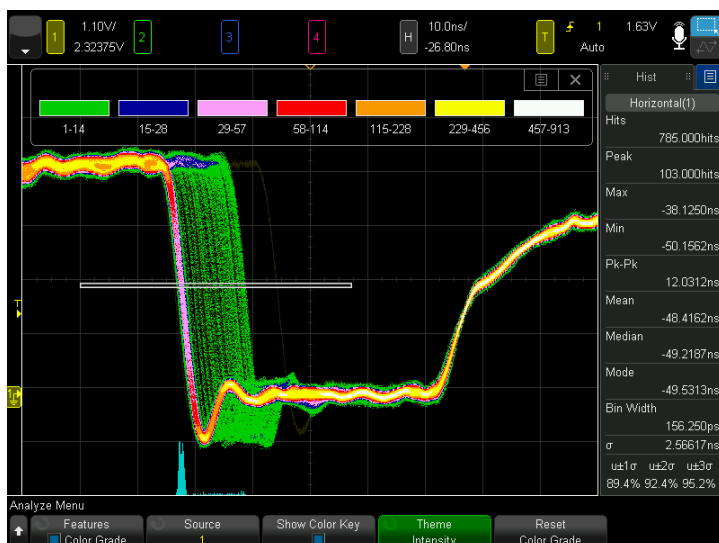 1 1.10V/ 2 3 4 H 10.0ns/ T 1 1.63V
2.32375V -26.80ns Auto
Hist
1-14 15-28 29-57 58-114 115-228 229-456 457-913
Horizontal(1)
Hits
785.000hits
Peak
103.000hits
Max
-38.1250ns
Min
-50.1562ns
Pk-Pk
12.0312ns
Mean
-48.4162ns
Median
-49.2187ns
Mode
-49.5313ns
Bin Width
156.250ps
σ
2.56617ns
u±1σ u±2σ u±3σ
89.4% 92.4% 95.2%
T
1
Analyze Menu
Features Source Show Color Key Theme Reset
Color Grade 1 Intensity Color Grade